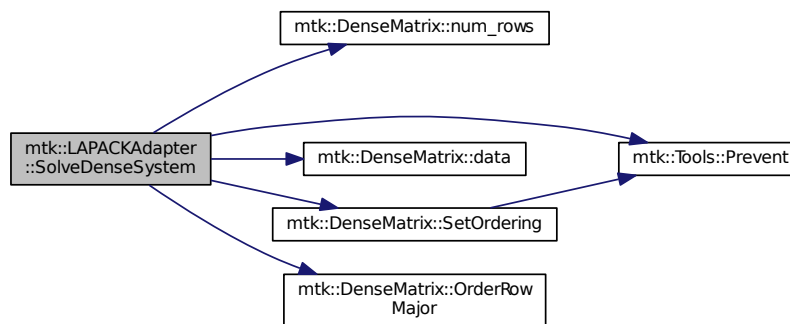 mtk::DenseMatrix::num_rows
mtk::LAPACKAdapter
::SolveDenseSystem
mtk::DenseMatrix::data
mtk::Tools::Prevent
mtk::DenseMatrix::SetOrdering
mtk::DenseMatrix::OrderRow
Major